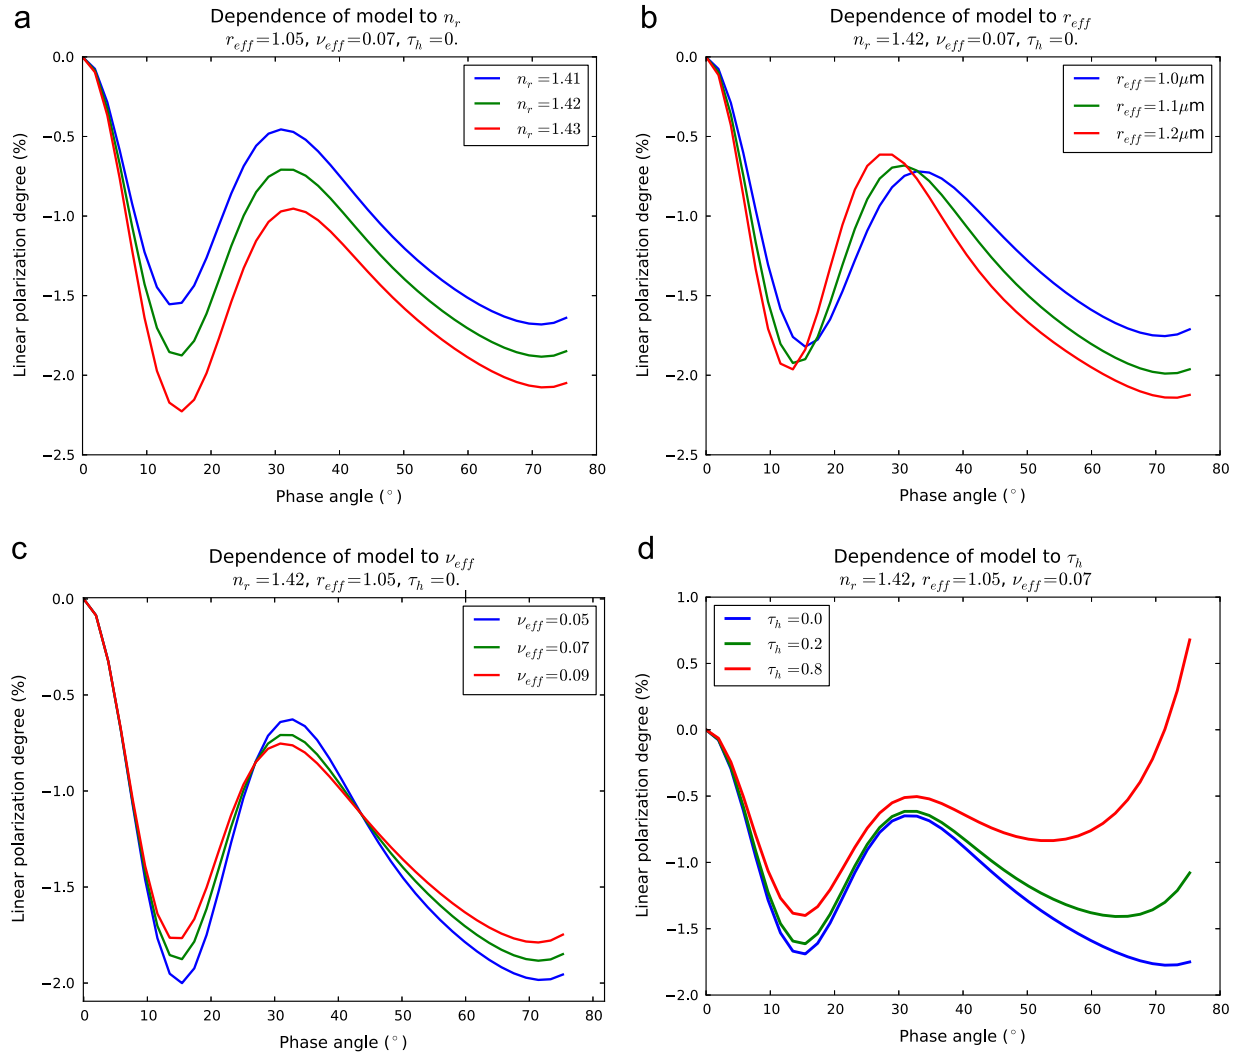 a
Dependence of model to n_r
r_eff=1.05, ν_eff=0.07, τ_h=0.
0.0
−0.5
−1.0
−1.5
−2.0
−2.5
Linear polarization degree (%)
n_r=1.41
n_r=1.42
n_r=1.43
0 10 20 30 40 50 60 70 80
Phase angle (°)
b
Dependence of model to r_eff
n_r=1.42, ν_eff=0.07, τ_h=0.
0.0
−0.5
−1.0
−1.5
−2.0
−2.5
Linear polarization degree (%)
r_eff=1.0μm
r_eff=1.1μm
r_eff=1.2μm
0 10 20 30 40 50 60 70 80
Phase angle (°)
c
Dependence of model to ν_eff
n_r=1.42, r_eff=1.05, τ_h=0.
0.0
−0.5
−1.0
−1.5
−2.0
Linear polarization degree (%)
ν_eff=0.05
ν_eff=0.07
ν_eff=0.09
0 10 20 30 40 50 60 70 80
Phase angle (°)
d
Dependence of model to τ_h
n_r=1.42, r_eff=1.05, ν_eff=0.07
1.0
0.5
0.0
−0.5
−1.0
−1.5
−2.0
Linear polarization degree (%)
τ_h=0.0
τ_h=0.2
τ_h=0.8
0 10 20 30 40 50 60 70 80
Phase angle (°)